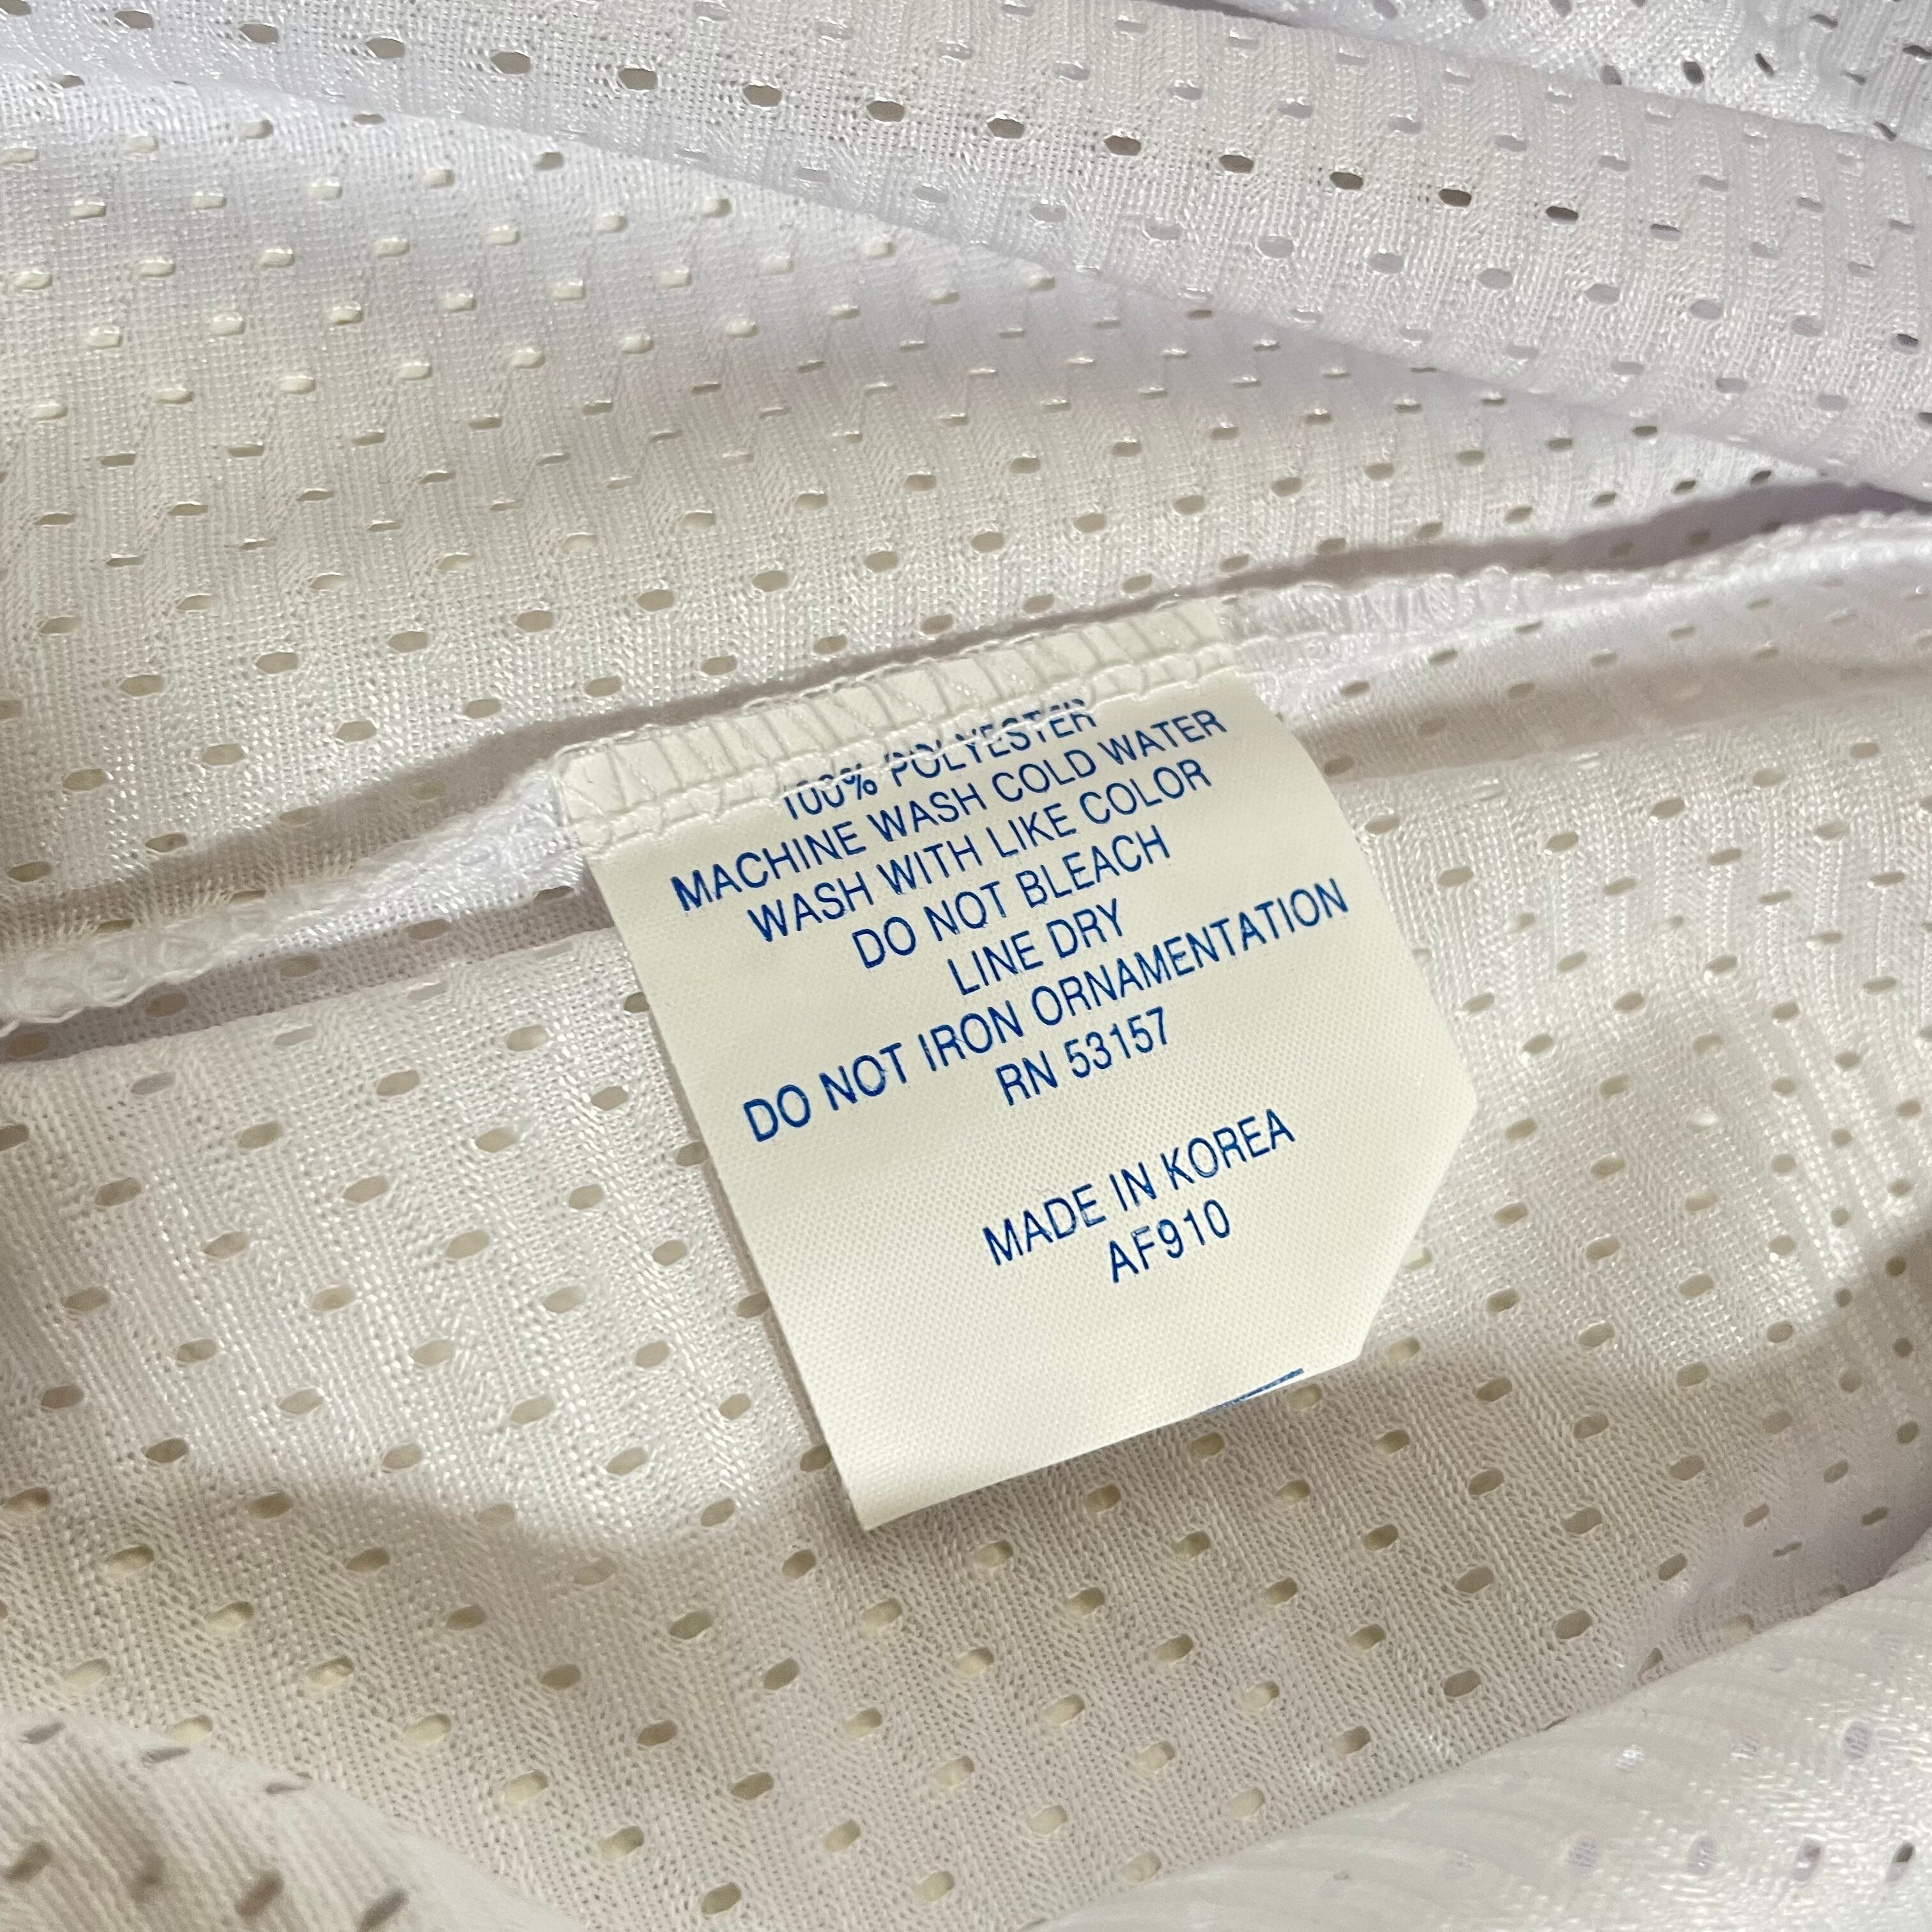 100% POLYESTER
MACHINE WASH COLD WATER
WASH WITH LIKE COLOR
DO NOT BLEACH
LINE DRY
DO NOT IRON ORNAMENTATION
RN 53157
MADE IN KOREA
AF910